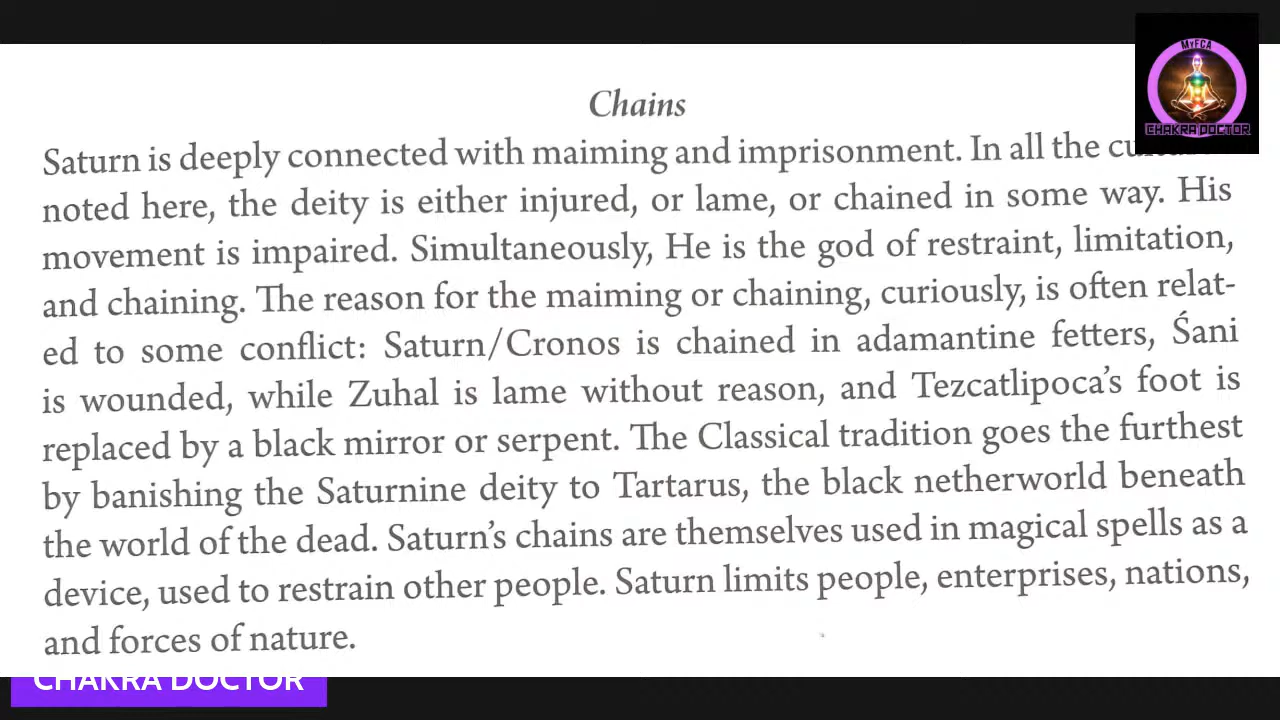 MYFCA
CHAKRA DOCTOR
Chains
Saturn is deeply connected with maiming and imprisonment. In all the
noted here, the deity is either injured, or lame, or chained in some way. His
movement is impaired. Simultaneously, He is the god of restraint, limitation,
and chaining. The reason for the maiming or chaining, curiously, is often relat-
ed to some conflict: Saturn/Cronos is chained in adamantine fetters, Śani
is wounded, while Zuhal is lame without reason, and Tezcatlipoca's foot is
replaced by a black mirror or serpent. The Classical tradition goes the furthest
by banishing the Saturnine deity to Tartarus, the black netherworld beneath
the world of the dead. Saturn's chains are themselves used in magical spells as a
device, used to restrain other people. Saturn limits people, enterprises, nations,
and forces of nature.
CHAKRA DOCTOR